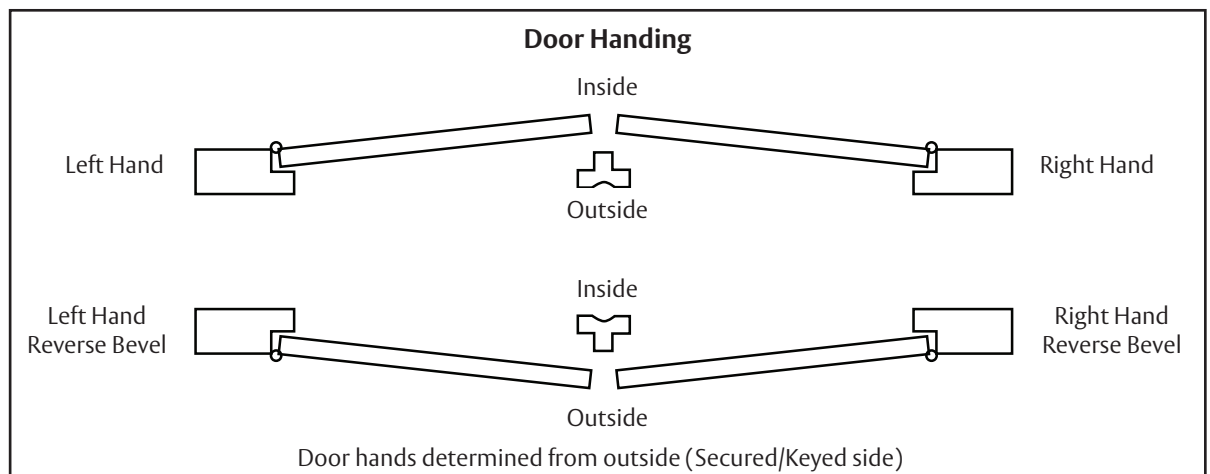 Door Handing
Inside
Left Hand
Right Hand
Outside
Left Hand
Reverse Bevel
Inside
Right Hand
Reverse Bevel
Outside
Door hands determined from outside (Secured/Keyed side)